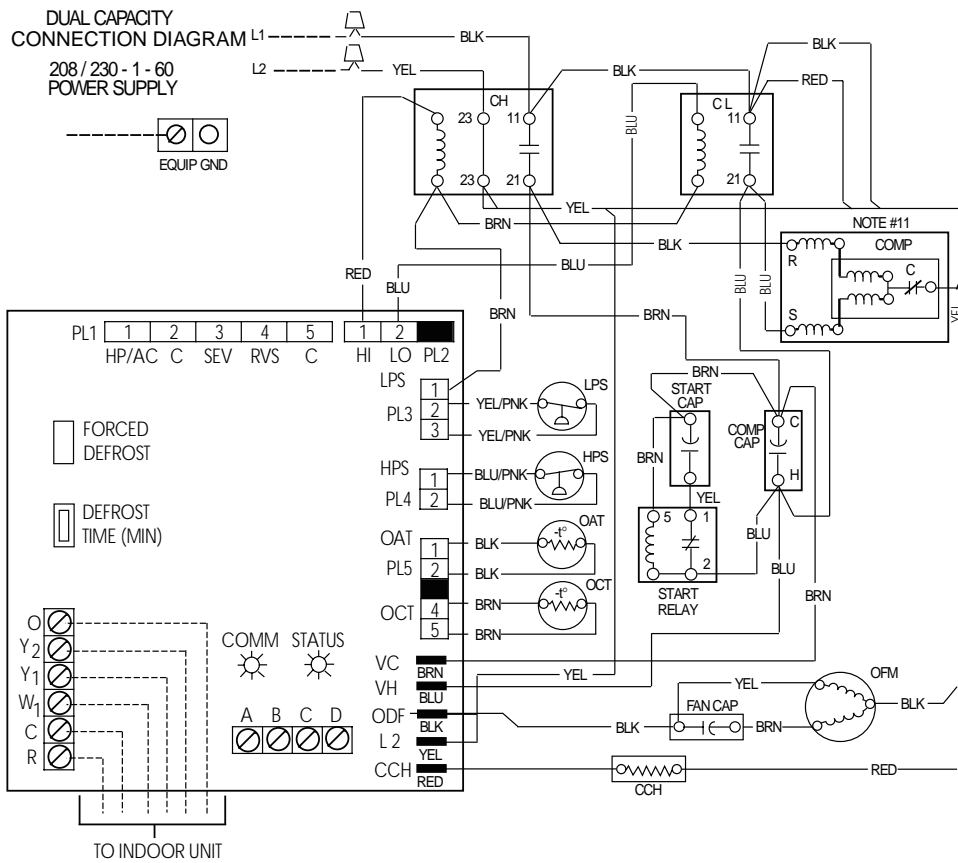 DUAL CAPACITY
CONNECTION DIAGRAM
208 / 230 - 1 - 60
POWER SUPPLY
EQUIP GND
L1
BLK
L2
YEL
CH
23
11
23
21
BLK
CL
11
21
BLK
RED
BLU
YEL
BRN
BLK
BLU
RED
BLU
BRN
BRN
BLU
BLU
NOTE #11
COMP
R
C
S
YEL
PL1
1 2 3 4 5
HP/AC C SEV RVS C
1 2
HI LO PL2
LPS
PL3
1
2
3
YEL/PNK
YEL/PNK
LPS
HPS
PL4
1
2
BLU/PNK
BLU/PNK
HPS
OAT
PL5
1
2
BLK
BLK
-t°
OAT
OCT
4
5
BRN
BRN
-t°
OCT
BRN
START
CAP
BRN
YEL
COMP
CAP
C
H
5
1
2
START
RELAY
BLU
BLU
BRN
FORCED
DEFROST
DEFROST
TIME (MIN)
O
Y2
Y1
W1
C
R
COMM
STATUS
A B C D
VC
BRN
VH
BLU
ODF
BLK
L 2
YEL
CCH
RED
YEL
BLK
FAN CAP
YEL
BRN
OFM
BLK
CCH
RED
TO INDOOR UNIT